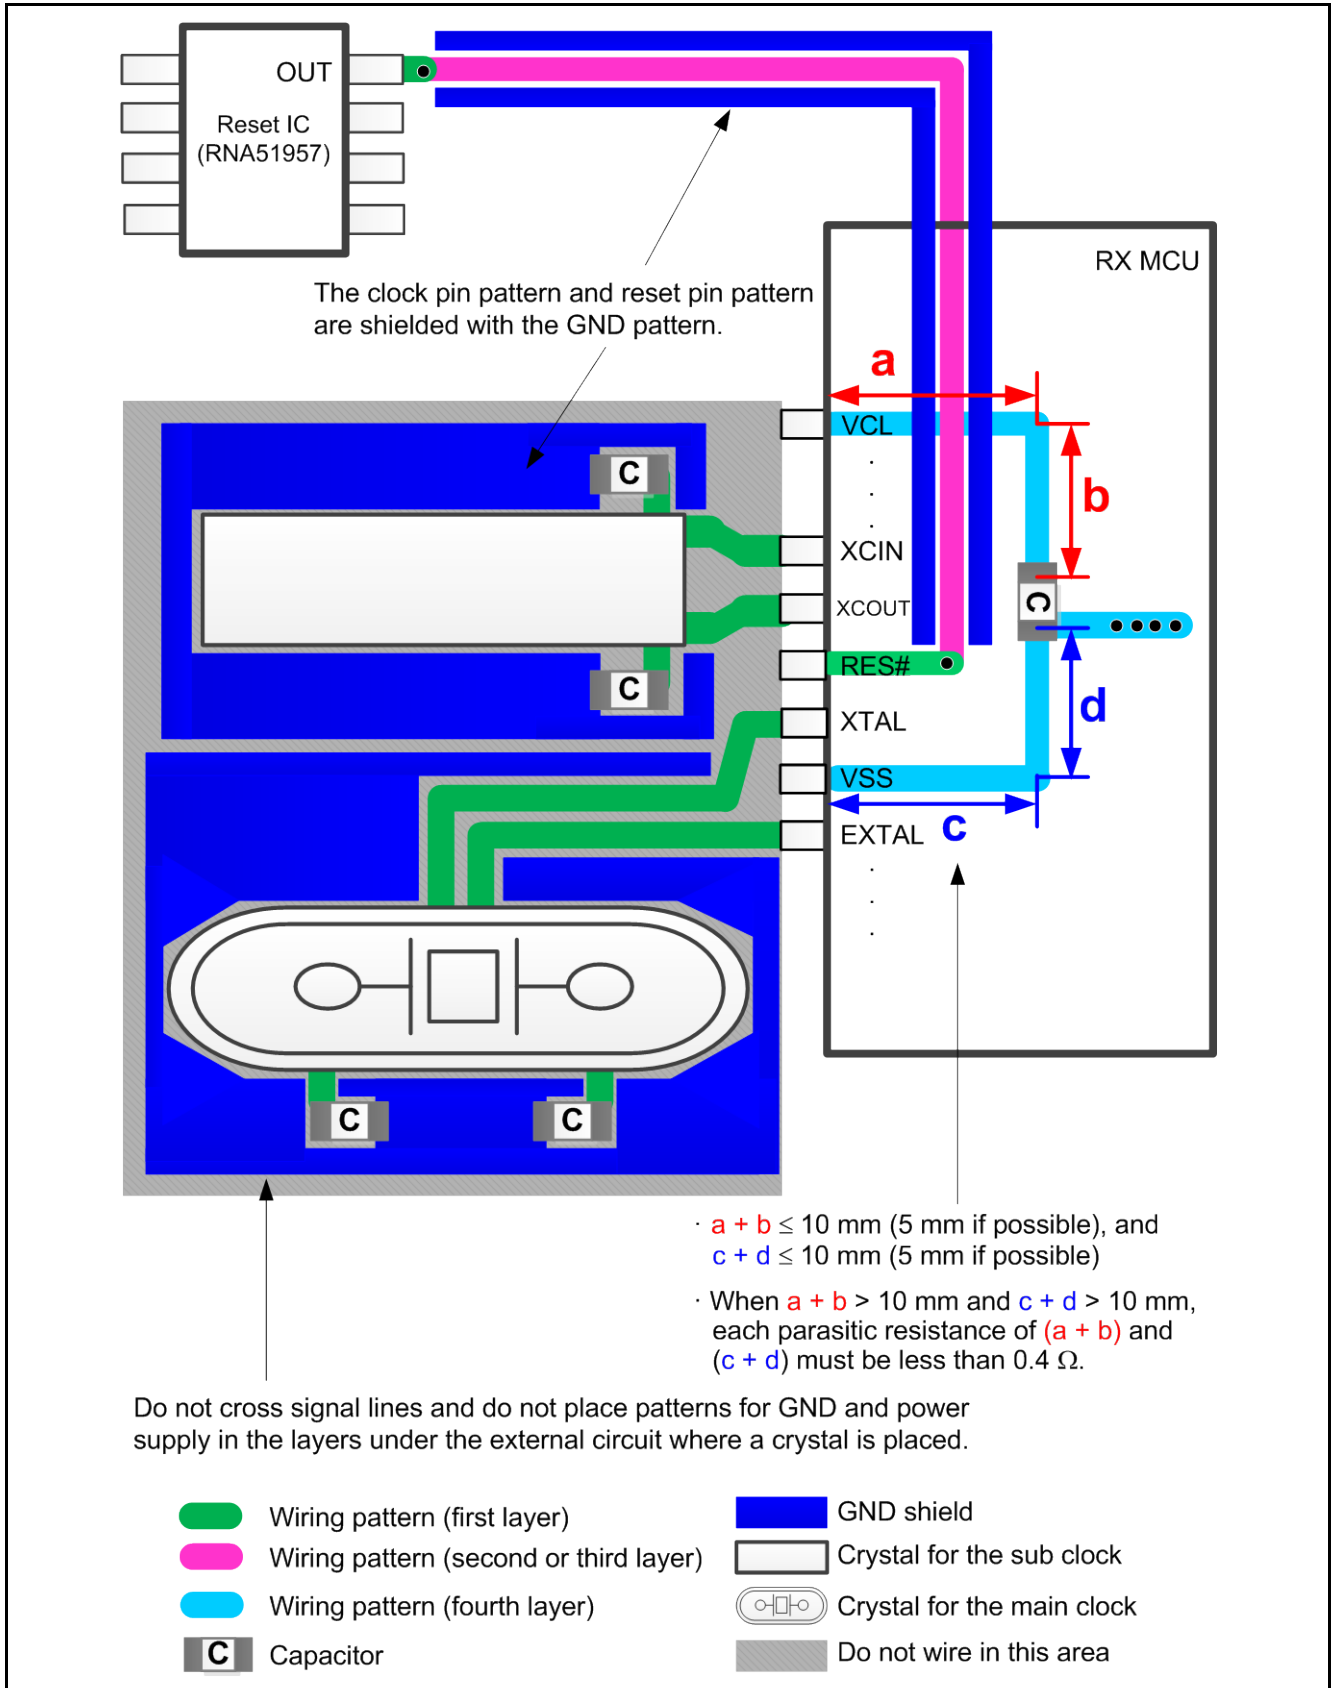 OUT
Reset IC
(RNA51957)
RX MCU
The clock pin pattern and reset pin pattern
are shielded with the GND pattern.
a
VCL
b
C
XCIN
C
XCOUT
RES#
C
XTAL
d
VSS
c
EXTAL
C
C
· a + b ≤ 10 mm (5 mm if possible), and
c + d ≤ 10 mm (5 mm if possible)
· When a + b > 10 mm and c + d > 10 mm,
each parasitic resistance of (a + b) and
(c + d) must be less than 0.4 Ω.
Do not cross signal lines and do not place patterns for GND and power
supply in the layers under the external circuit where a crystal is placed.
Wiring pattern (first layer)
GND shield
Wiring pattern (second or third layer)
Crystal for the sub clock
Wiring pattern (fourth layer)
Crystal for the main clock
C
Capacitor
Do not wire in this area